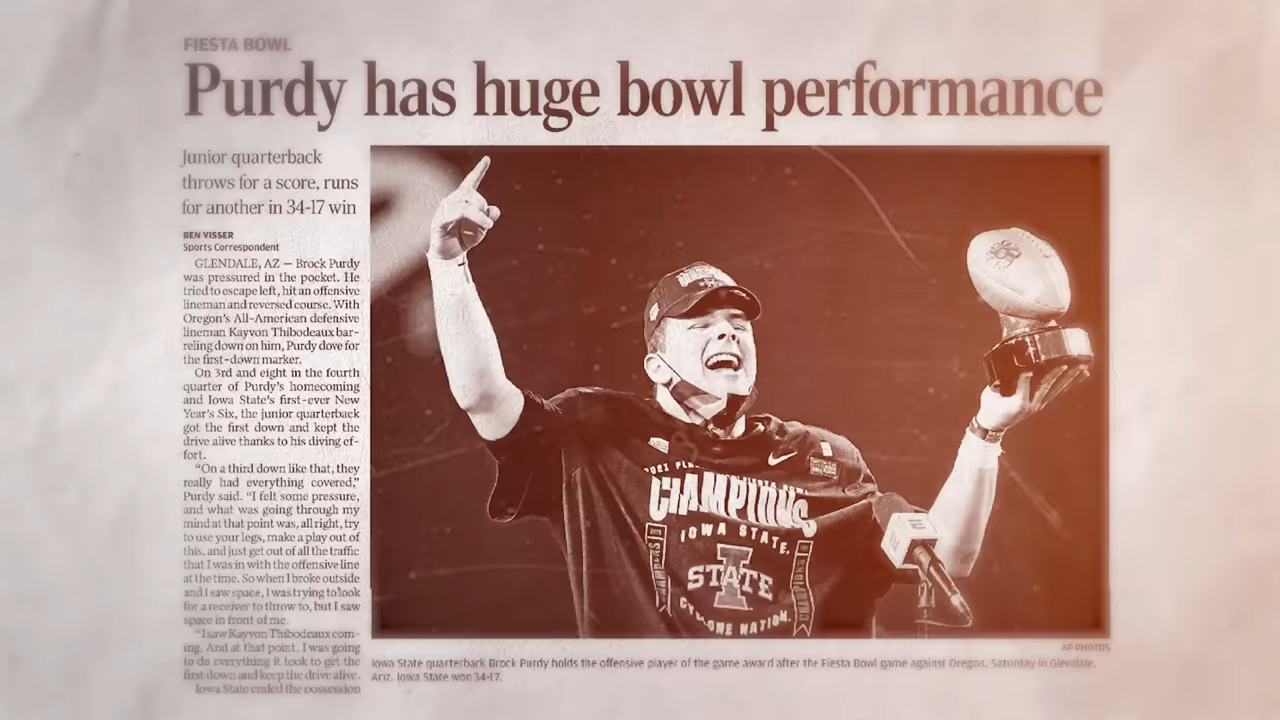 FIESTA BOWL
Purdy has huge bowl performance
Junior quarterback
throws for a score, runs
for another in 34-17 win
BEN VISSER
Sports Correspondent
GLENDALE, AZ — Brock Purdy
was pressured in the pocket. He
tried to escape left, hit an offensive
lineman and reversed course. With
Oregon's All-American defensive
lineman Kayvon Thibodeaux bar-
reling down on him, Purdy dove for
the first-down marker.
On 3rd and eight in the fourth
quarter of Purdy's homecoming
and Iowa State's first-ever New
Year's Six, the junior quarterback
got the first down and kept the
drive alive thanks to his diving ef-
fort.
"On a third down like that, they
really had everything covered,"
Purdy said. "I felt some pressure,
and what was going through my
mind at that point was, all right, try
to use your legs, make a play out of
this, and just get out of all the traffic
that I was in with the offensive line
at the time. So when I broke outside
and I saw space, I was trying to look
for a receiver to throw to, but I saw
space in front of me.
"I saw Kayvon Thibodeaux com-
ing. And at that point, I was going
to do everything it took to get the
first down and keep the drive alive.
Iowa State ended the possession
CHAMPIONS
IOWA STATE
I
STATE
CYCLONE NATION
AP PHOTOS
Iowa State quarterback Brock Purdy holds the offensive player of the game award after the Fiesta Bowl game against Oregon, Saturday in Glendale,
Ariz. Iowa State won 34-17.